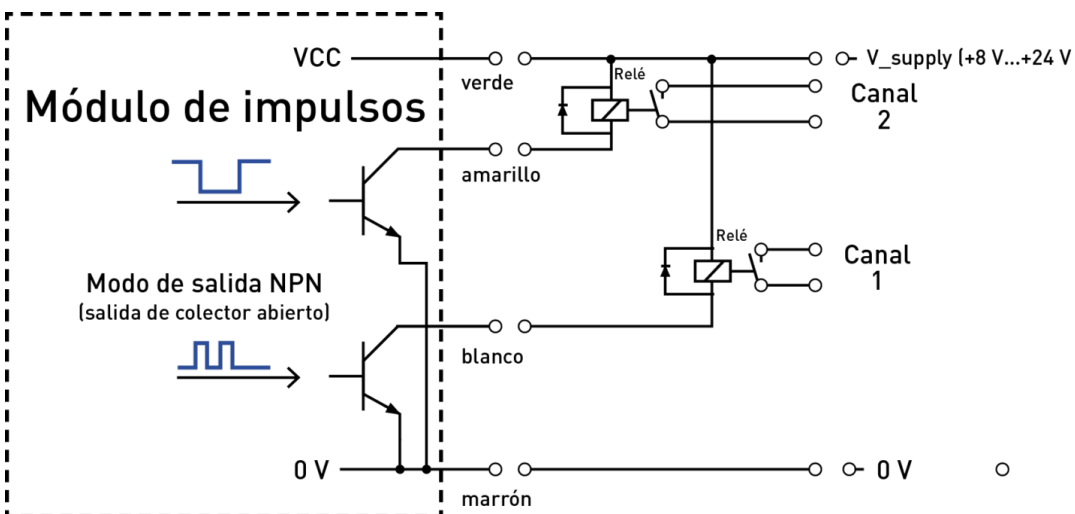 VCC
verde
V_supply (+8 V...+24 V
Relé
Canal
2
Módulo de impulsos
amarillo
Relé
Canal
1
Modo de salida NPN
(salida de colector abierto)
blanco
0 V
0 V
marrón